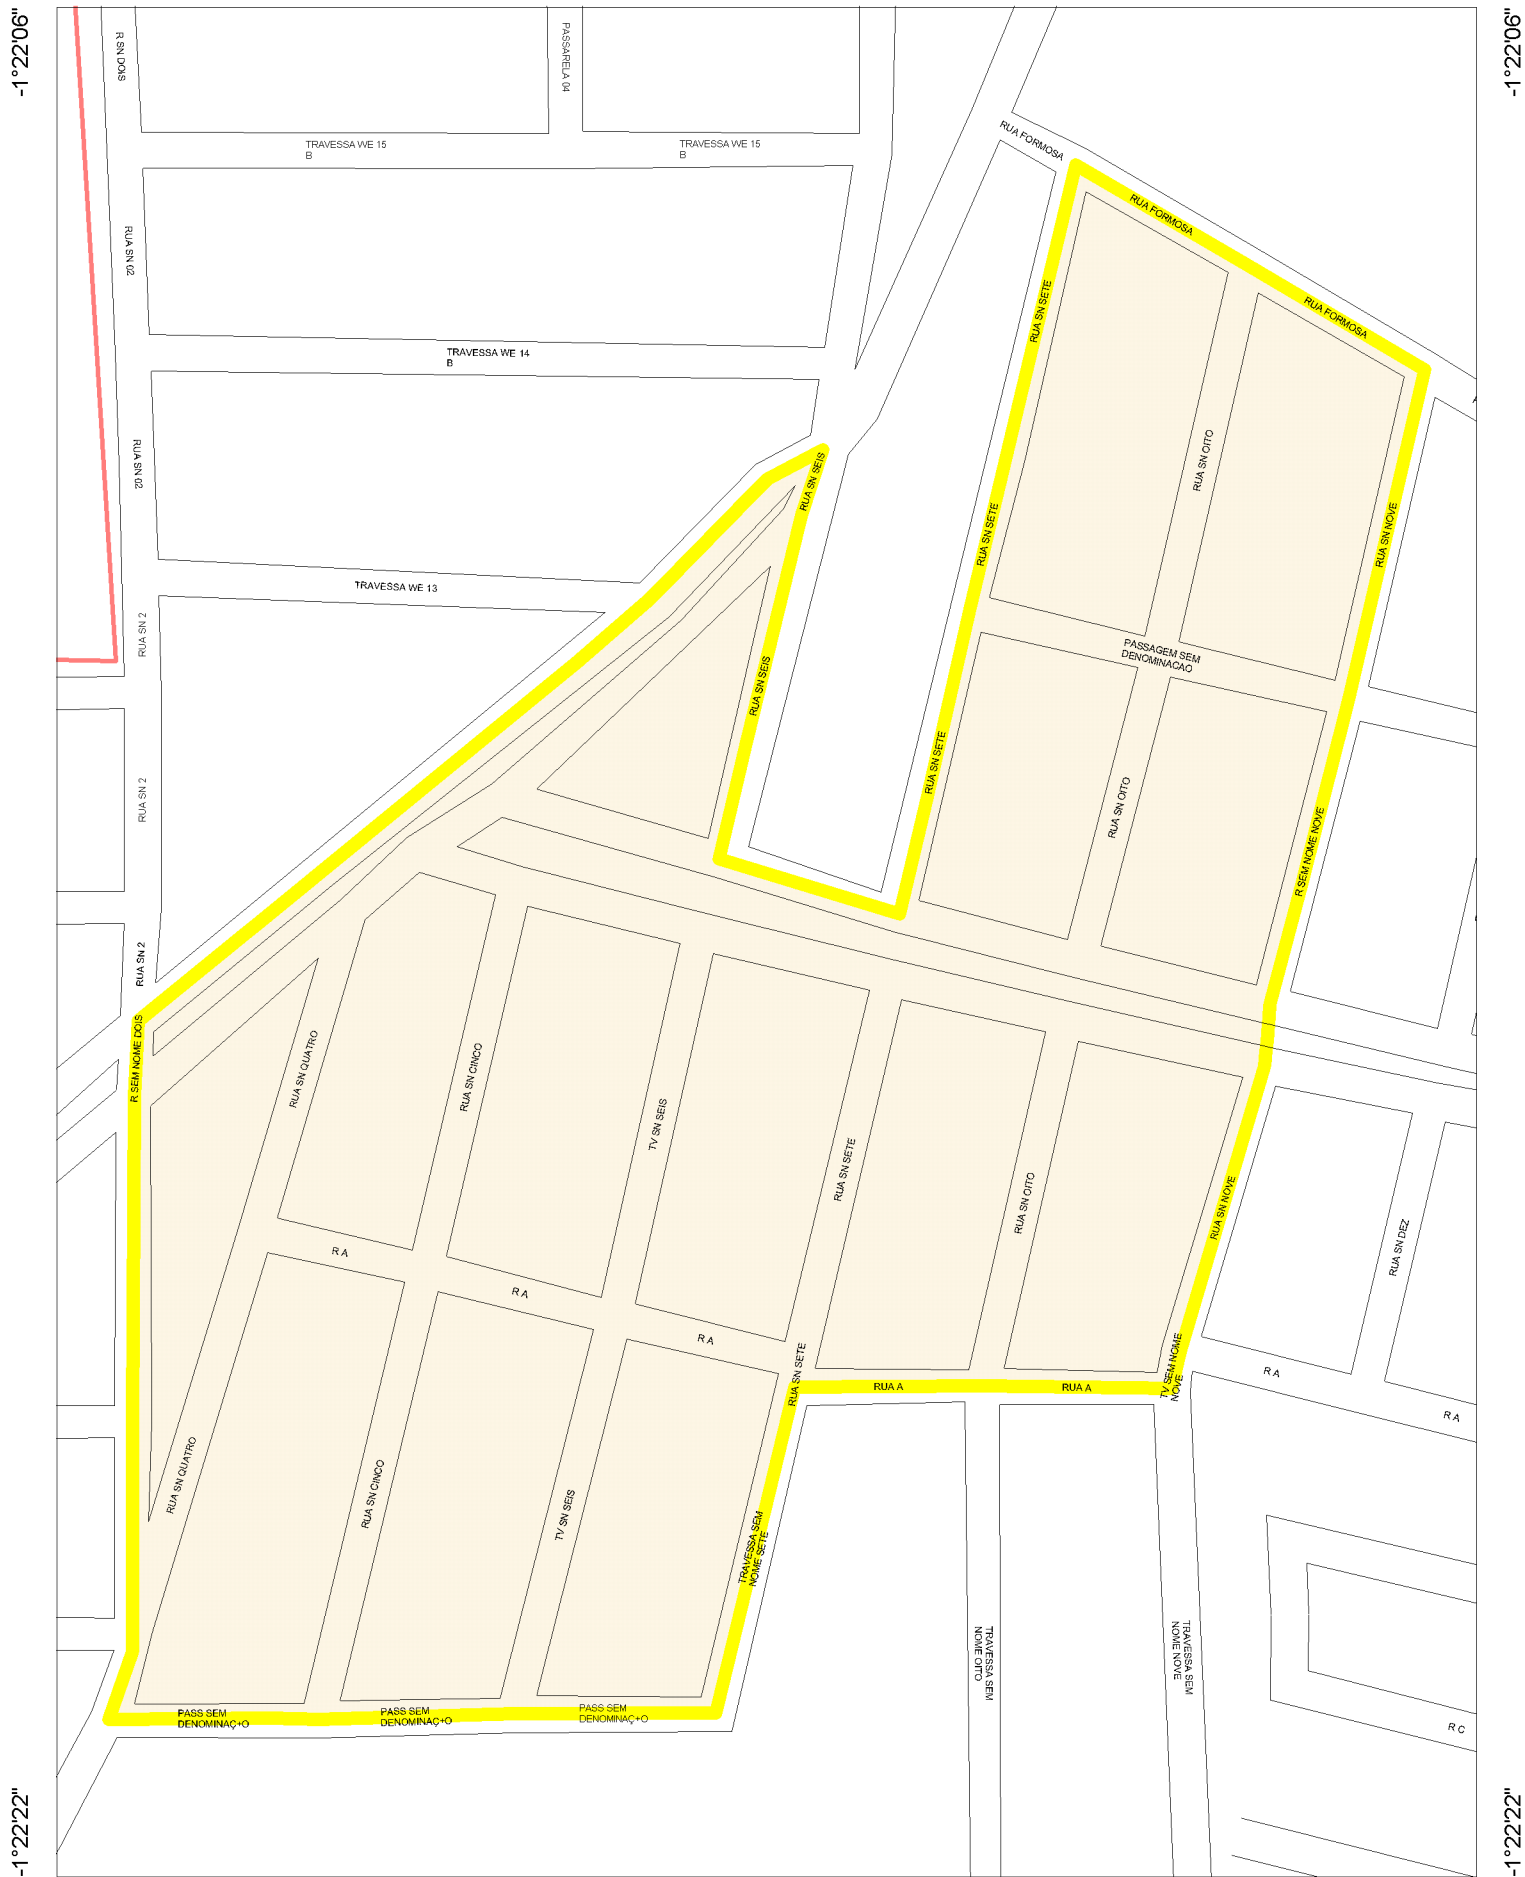 -1°22'06"
-1°22'06"
R SN DOIS
PASSARELA 04
TRAVESSA WE 15
B
TRAVESSA WE 15
B
RUA FORMOSA
RUA FORMOSA
RUA FORMOSA
RUA SN 02
RUA SN SETE
TRAVESSA WE 14
B
RUA SN 02
RUA SN SEIS
RUA SN OITO
RUA SN SETE
RUA SN NOVE
TRAVESSA WE 13
RUA SN 2
PASSAGEM SEM
DENOMINACAO
RUA SN SEIS
RUA SN SETE
RUA SN 2
RUA SN OITO
R SEM NOME NOVE
RUA SN 2
R SEM NOME DOIS
RUA SN QUATRO
RUA SN CINCO
TV SN SEIS
RUA SN SETE
RUA SN OITO
RUA SN NOVE
RUA SN DEZ
R A
R A
R A
RUA SN SETE
RUA A
RUA A
TV SEM NOME
NOVE
R A
R A
RUA SN QUATRO
RUA SN CINCO
TV SN SEIS
TRAVESSA SEM
NOME SETE
TRAVESSA SEM
NOME OITO
TRAVESSA SEM
NOME NOVE
PASS SEM
DENOMINAÇ+O
PASS SEM
DENOMINAÇ+O
PASS SEM
DENOMINAÇ+O
R C
-1°22'22"
-1°22'22"